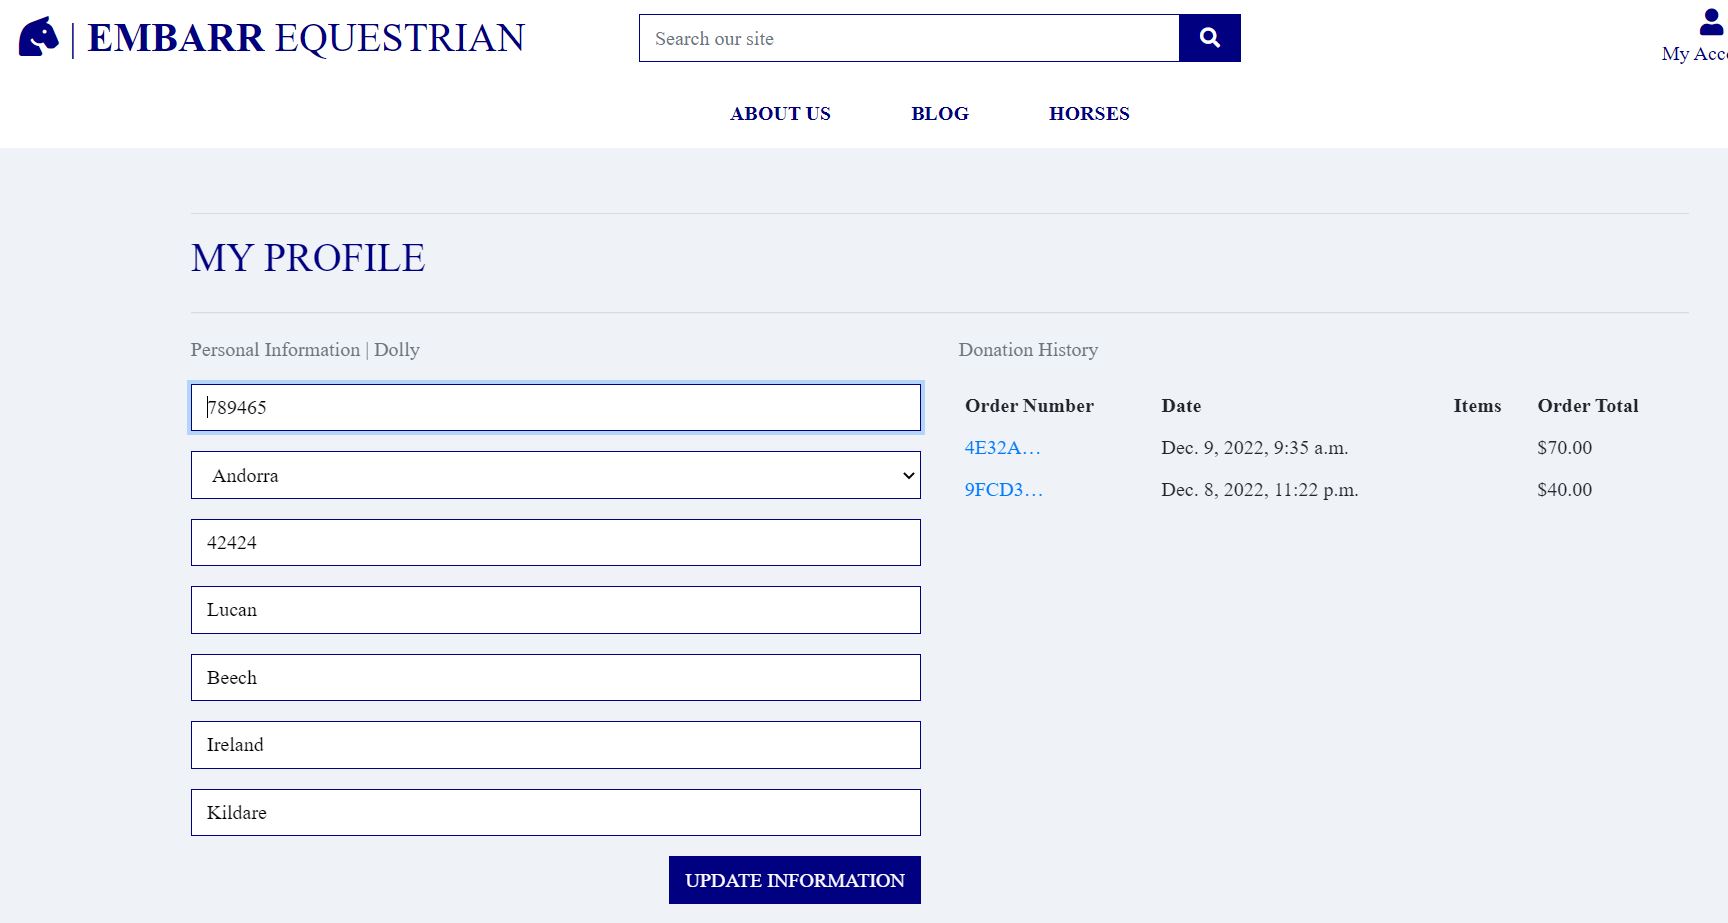 | EMBARR EQUESTRIAN
Search our site
My Acco
ABOUT US BLOG HORSES
MY PROFILE
Personal Information | Dolly
789465
Andorra
42424
Lucan
Beech
Ireland
Kildare
UPDATE INFORMATION
Donation History
Order Number Date Items Order Total
4E32A... Dec. 9, 2022, 9:35 a.m. $70.00
9FCD3... Dec. 8, 2022, 11:22 p.m. $40.00